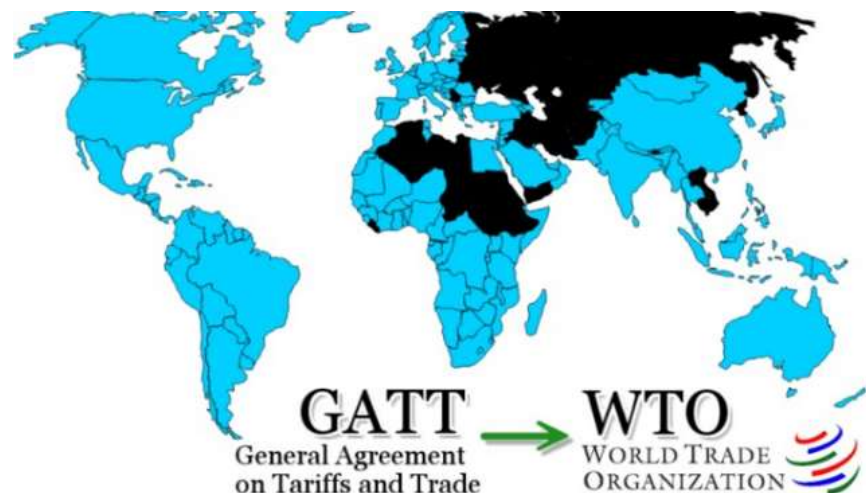 GATT
General Agreement
on Tariffs and Trade
WTO
WORLD TRADE
ORGANIZATION